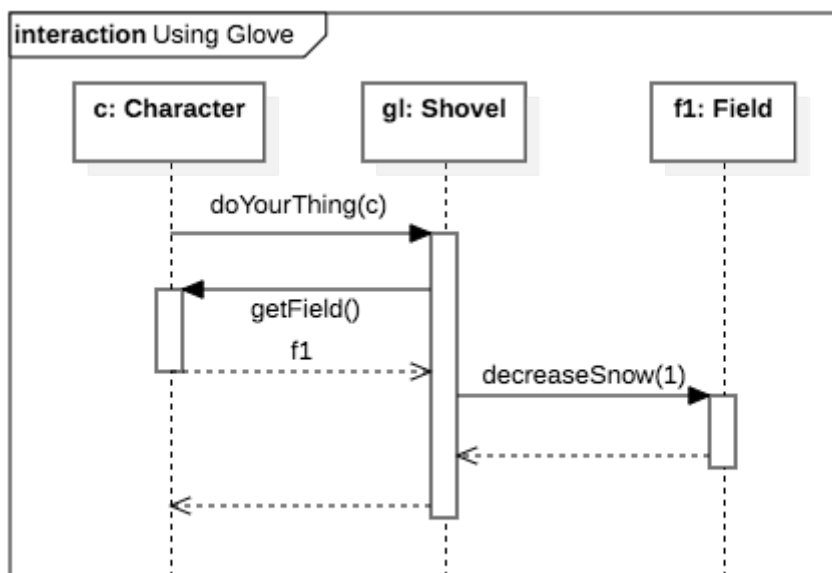 interaction Using Glove
c: Character
gl: Shovel
f1: Field
doYourThing(c)
getField()
f1
decreaseSnow(1)